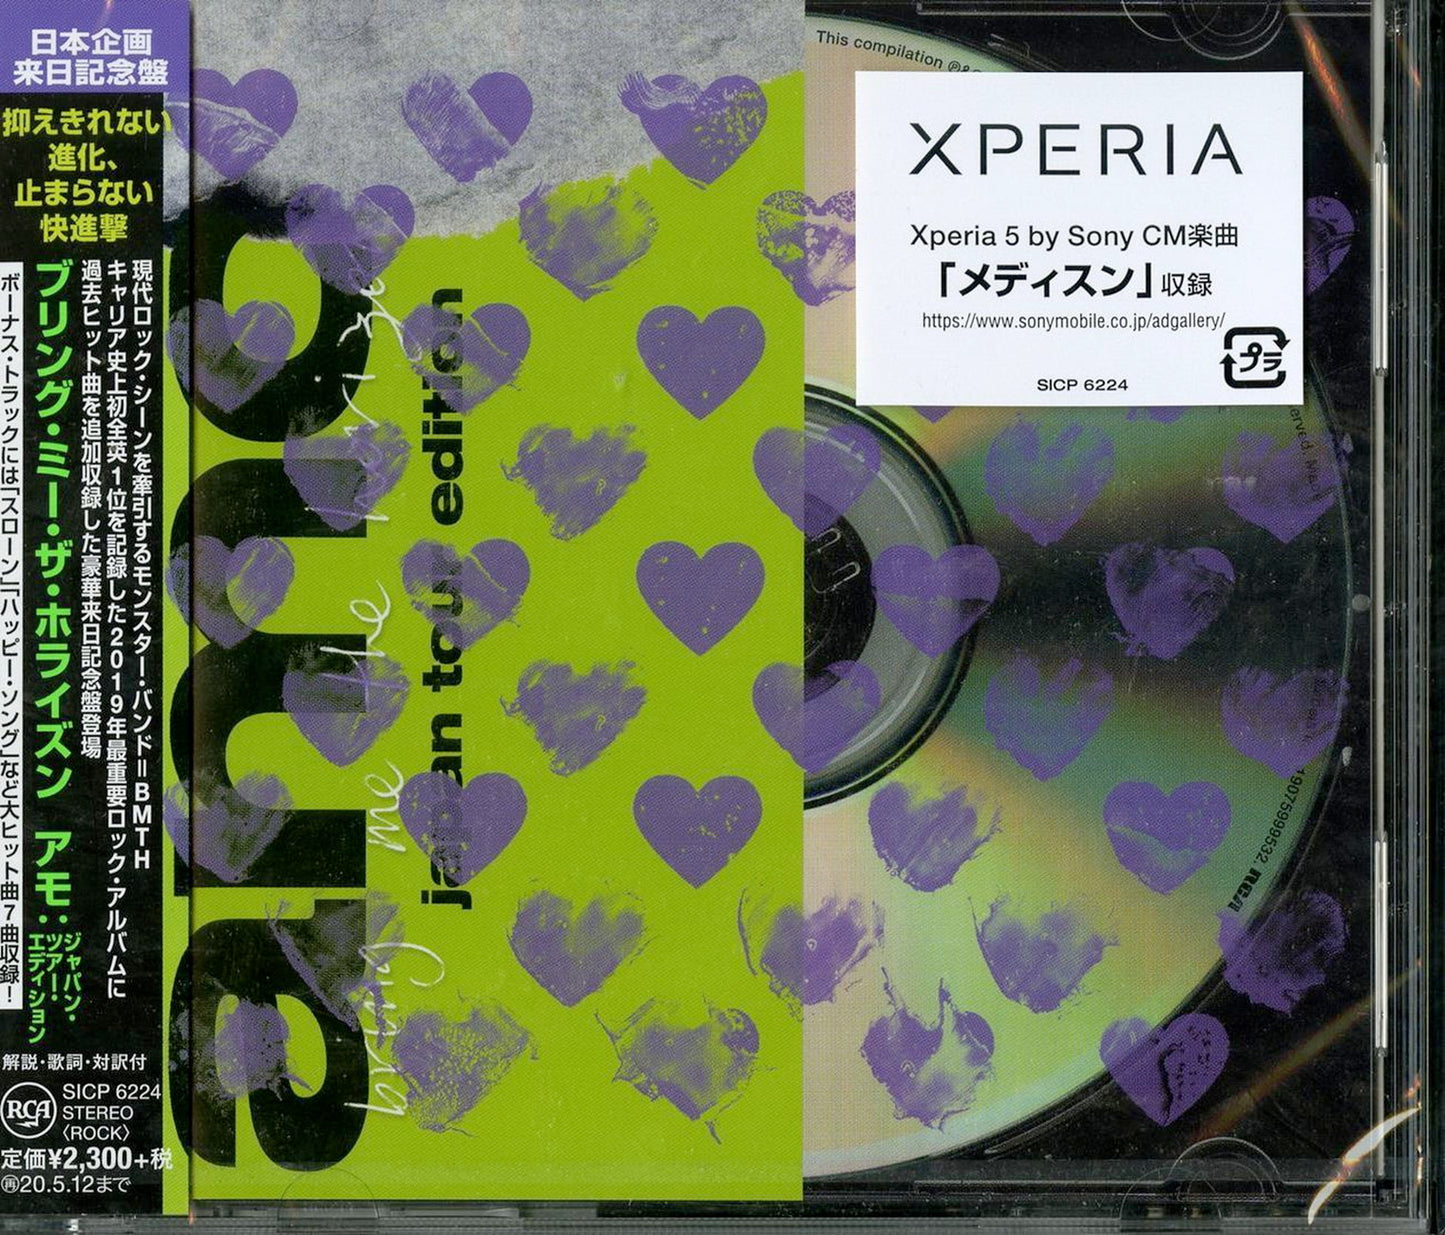 日本企画
来日記念盤
抑えきれない
進化、
止まらない
快進撃
現代ロック・シーンを牽引するモンスター・バンド＝BMTH
キャリア史上初全英1位を記録した2019年最重要ロック・アルバムに
過去ヒット曲を追加収録した豪華来日記念盤登場
ブリング・ミー・ザ・ホライズン アモ：
ジャパン・
ツアー・
エディション
ボーナス・トラックには「スローン」「ハッピー・ソング」など大ヒット曲7曲収録！
解説・歌詞・対訳付
RCA
SICP 6224
STEREO
〈ROCK〉
定価¥2,300+税
再20.5.12まで
amo
bring me the horizon
japan tour edition
This compilation ℗&
XPERIA
Xperia 5 by Sony CM楽曲
「メディスン」収録
https://www.sonymobile.co.jp/adgallery/
プラ
SICP 6224
19075999532.
RCA